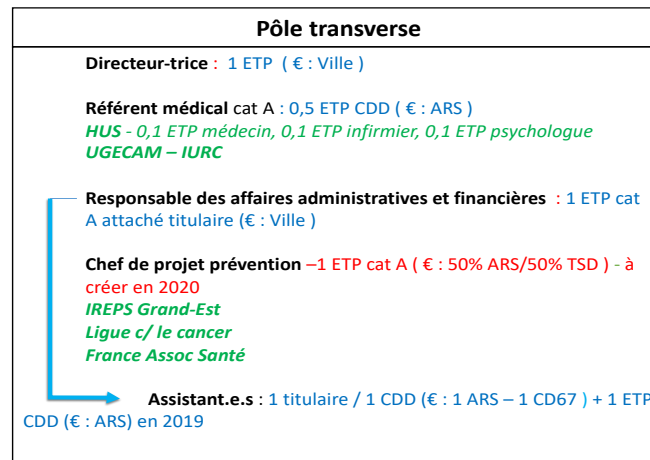 Pôle transverse
Directeur-trice : 1 ETP ( € : Ville )
Référent médical cat A : 0,5 ETP CDD ( € : ARS )
HUS - 0,1 ETP médecin, 0,1 ETP infirmier, 0,1 ETP psychologue
UGECAM – IURC
Responsable des affaires administratives et financières : 1 ETP cat
A attaché titulaire (€ : Ville )
Chef de projet prévention –1 ETP cat A ( € : 50% ARS/50% TSD ) - à
créer en 2020
IREPS Grand-Est
Ligue c/ le cancer
France Assoc Santé
Assistant.e.s : 1 titulaire / 1 CDD (€ : 1 ARS – 1 CD67 ) + 1 ETP
CDD (€ : ARS) en 2019